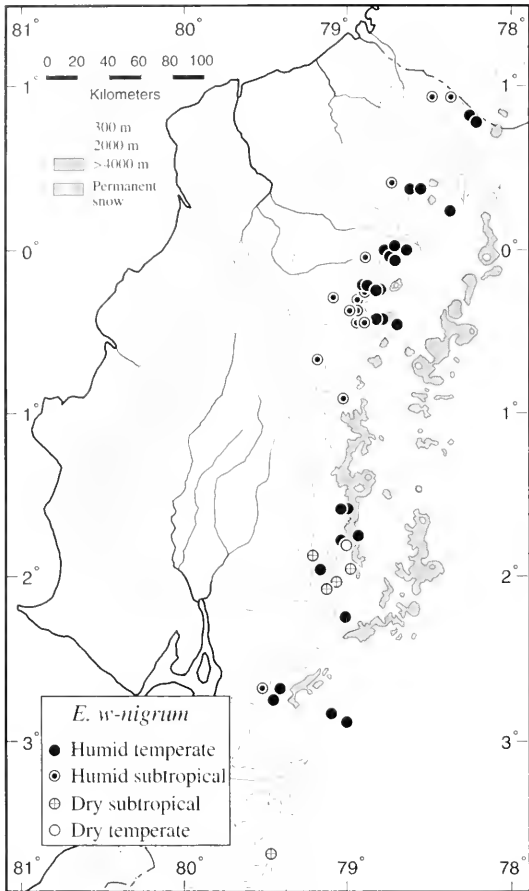 81 80 79 78
0 20 40 60 80 100
Kilometers
300 m
2000 m
>4000 m
Permanent
snow
1°
1°
0°
0°
1°
1°
2°
2°
3°
3°
E. w-nigrum
Humid temperate
Humid subtropical
Dry subtropical
Dry temperate
81° 80° 79° 78°